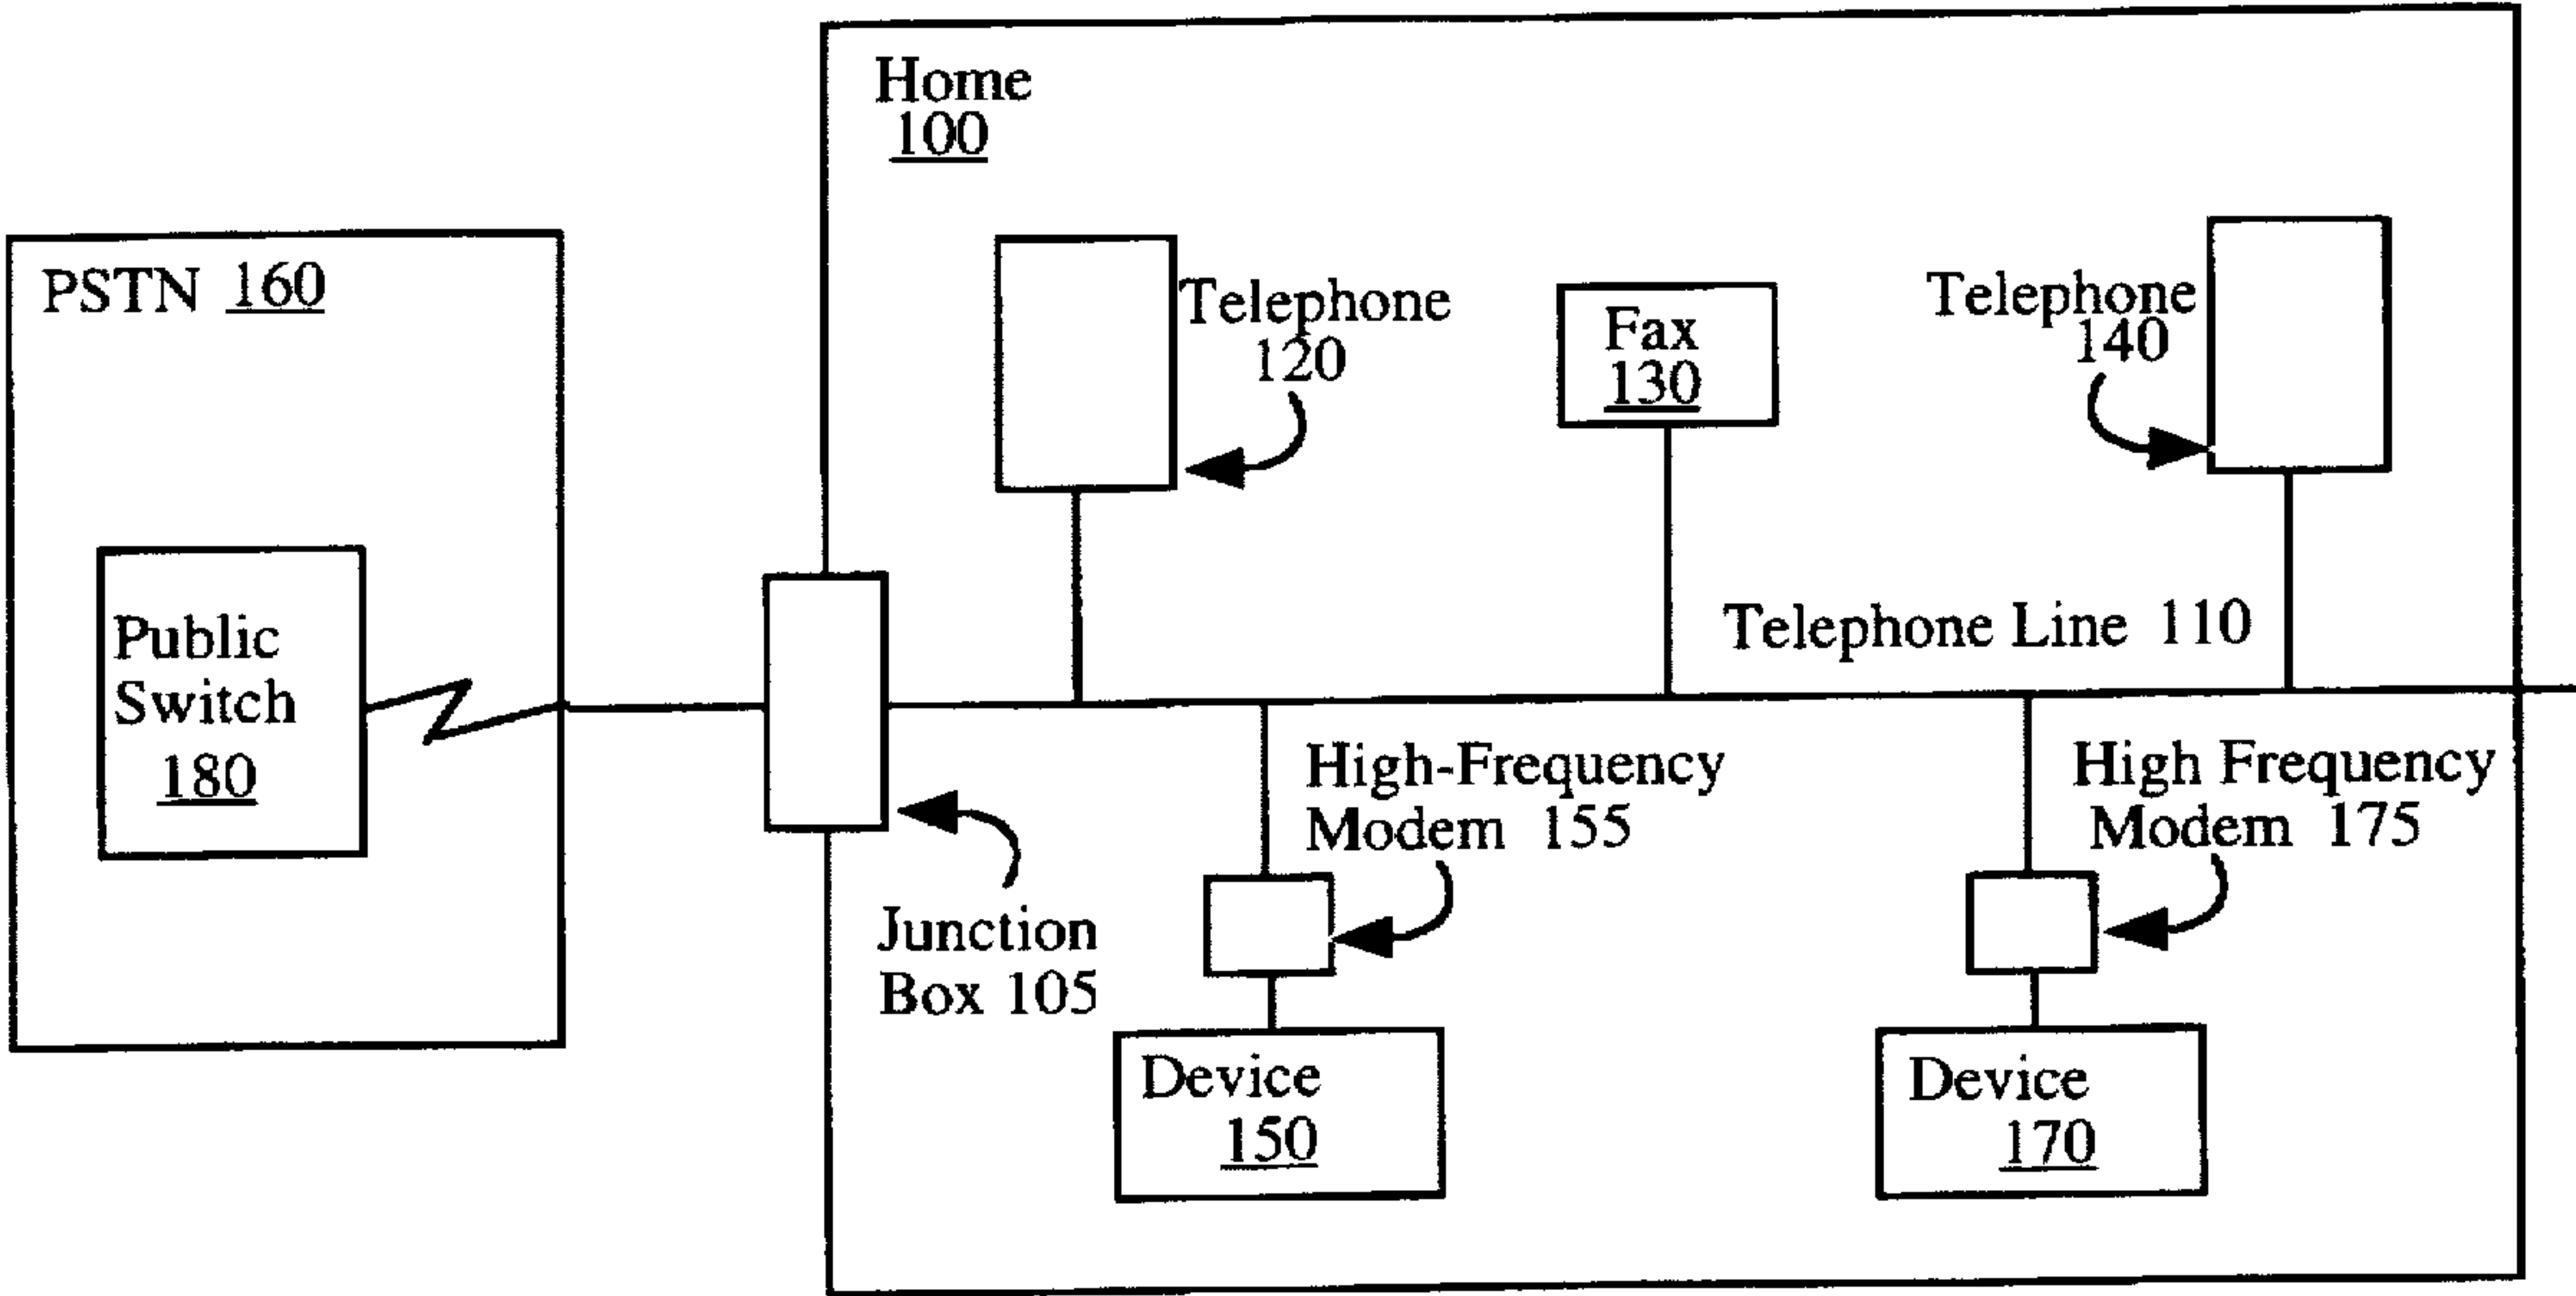 Home
100
PSTN 160
Telephone
120
Fax
130
Telephone
140
Public
Switch
180
Telephone Line 110
High-Frequency
Modem 155
High Frequency
Modem 175
Junction
Box 105
Device
150
Device
170